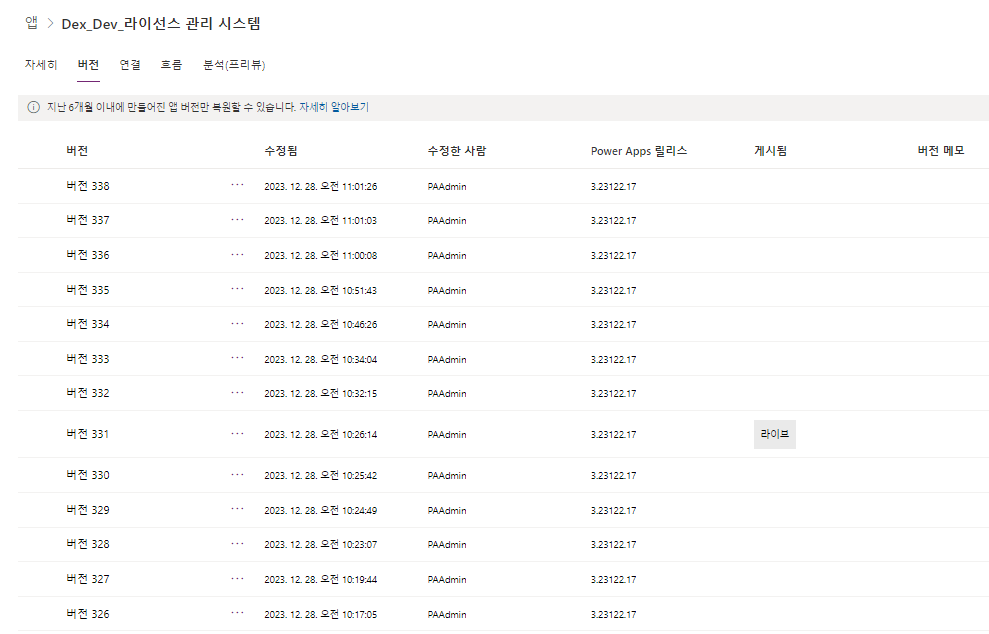 앱 > Dex_Dev_라이선스 관리 시스템
자세히 버전 연결 흐름 분석(프리뷰)
지난 6개월 이내에 만들어진 앱 버전만 복원할 수 있습니다. 자세히 알아보기
버전 수정됨 수정한 사람 Power Apps 릴리스 게시됨 버전 메모
버전 338 ··· 2023. 12. 28. 오전 11:01:26 PAAdmin 3.23122.17
버전 337 ··· 2023. 12. 28. 오전 11:01:03 PAAdmin 3.23122.17
버전 336 ··· 2023. 12. 28. 오전 11:00:08 PAAdmin 3.23122.17
버전 335 ··· 2023. 12. 28. 오전 10:51:43 PAAdmin 3.23122.17
버전 334 ··· 2023. 12. 28. 오전 10:46:26 PAAdmin 3.23122.17
버전 333 ··· 2023. 12. 28. 오전 10:34:04 PAAdmin 3.23122.17
버전 332 ··· 2023. 12. 28. 오전 10:32:15 PAAdmin 3.23122.17
버전 331 ··· 2023. 12. 28. 오전 10:26:14 PAAdmin 3.23122.17 라이브
버전 330 ··· 2023. 12. 28. 오전 10:25:42 PAAdmin 3.23122.17
버전 329 ··· 2023. 12. 28. 오전 10:24:49 PAAdmin 3.23122.17
버전 328 ··· 2023. 12. 28. 오전 10:23:07 PAAdmin 3.23122.17
버전 327 ··· 2023. 12. 28. 오전 10:19:44 PAAdmin 3.23122.17
버전 326 ··· 2023. 12. 28. 오전 10:17:05 PAAdmin 3.23122.17